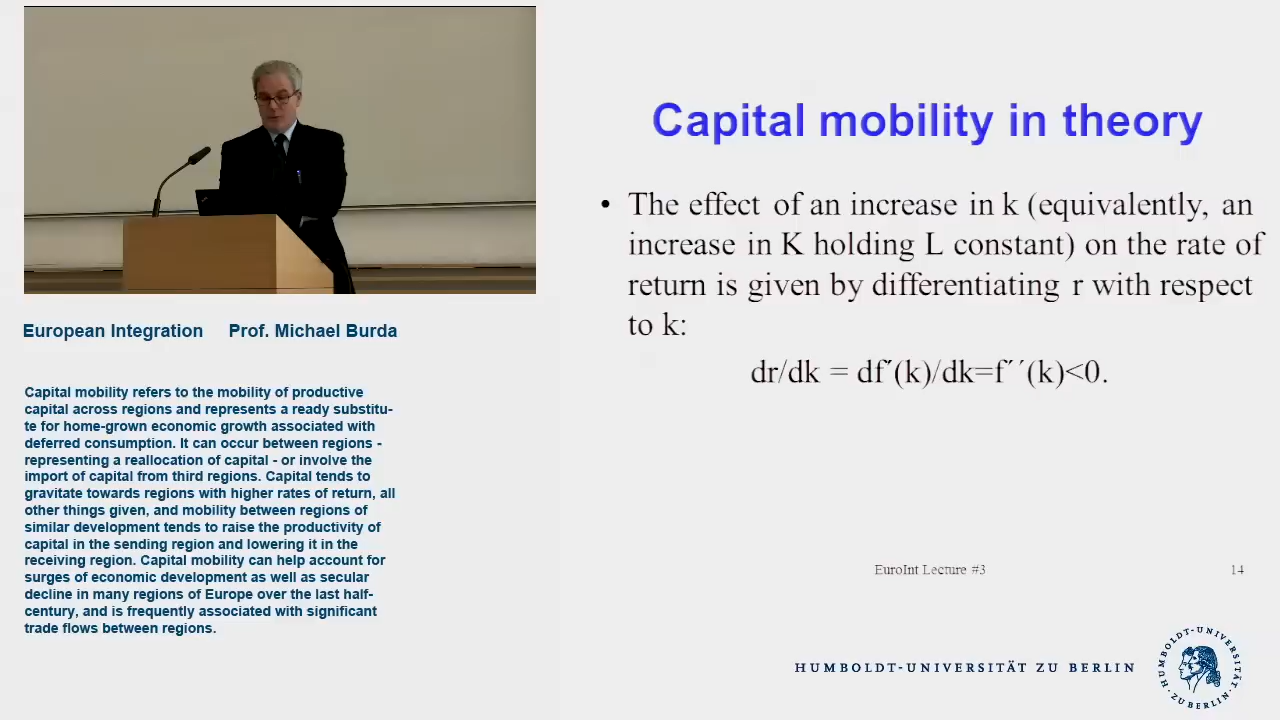 Capital mobility in theory
• The effect of an increase in k (equivalently, an
increase in K holding L constant) on the rate of
return is given by differentiating r with respect
to k:
dr/dk = df´(k)/dk=f´´(k)<0.
EuroInt Lecture #3
14
European Integration Prof. Michael Burda
Capital mobility refers to the mobility of productive
capital across regions and represents a ready substitu-
te for home-grown economic growth associated with
deferred consumption. It can occur between regions -
representing a reallocation of capital - or involve the
import of capital from third regions. Capital tends to
gravitate towards regions with higher rates of return, all
other things given, and mobility between regions of
similar development tends to raise the productivity of
capital in the sending region and lowering it in the
receiving region. Capital mobility can help account for
surges of economic development as well as secular
decline in many regions of Europe over the last half-
century, and is frequently associated with significant
trade flows between regions.
HUMBOLDT-UNIVERSITÄT ZU BERLIN
HUMBOLDT-UNIVERSITÄT · ZU BERLIN ·